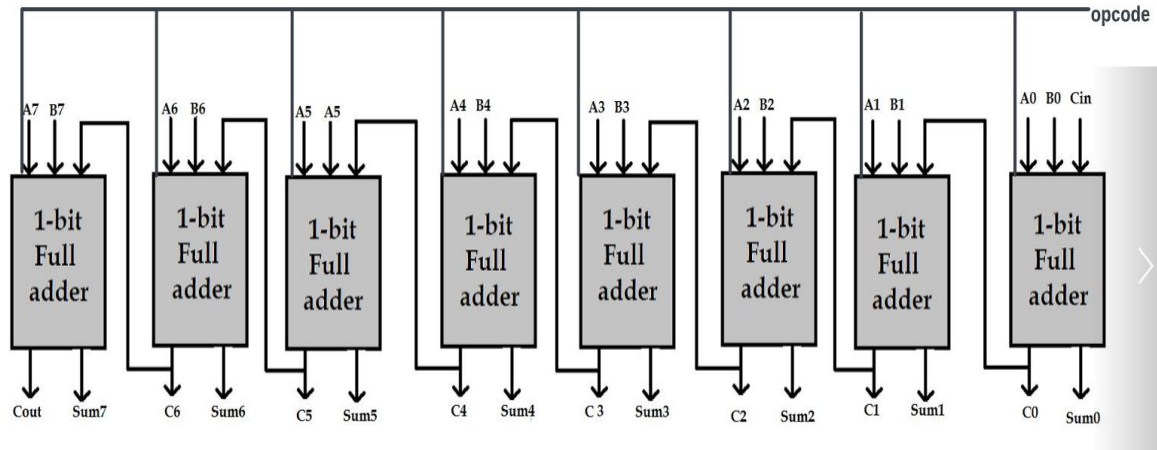 opcode
A7 B7 A6 B6 A5 A5 A4 B4 A3 B3 A2 B2 A1 B1 A0 B0 Cin
1-bit
Full
adder
1-bit
Full
adder
1-bit
Full
adder
1-bit
Full
adder
1-bit
Full
adder
1-bit
Full
adder
1-bit
Full
adder
1-bit
Full
adder
Cout Sum7 C6 Sum6 C5 Sum5 C4 Sum4 C 3 Sum3 C2 Sum2 C1 Sum1 C0 Sum0